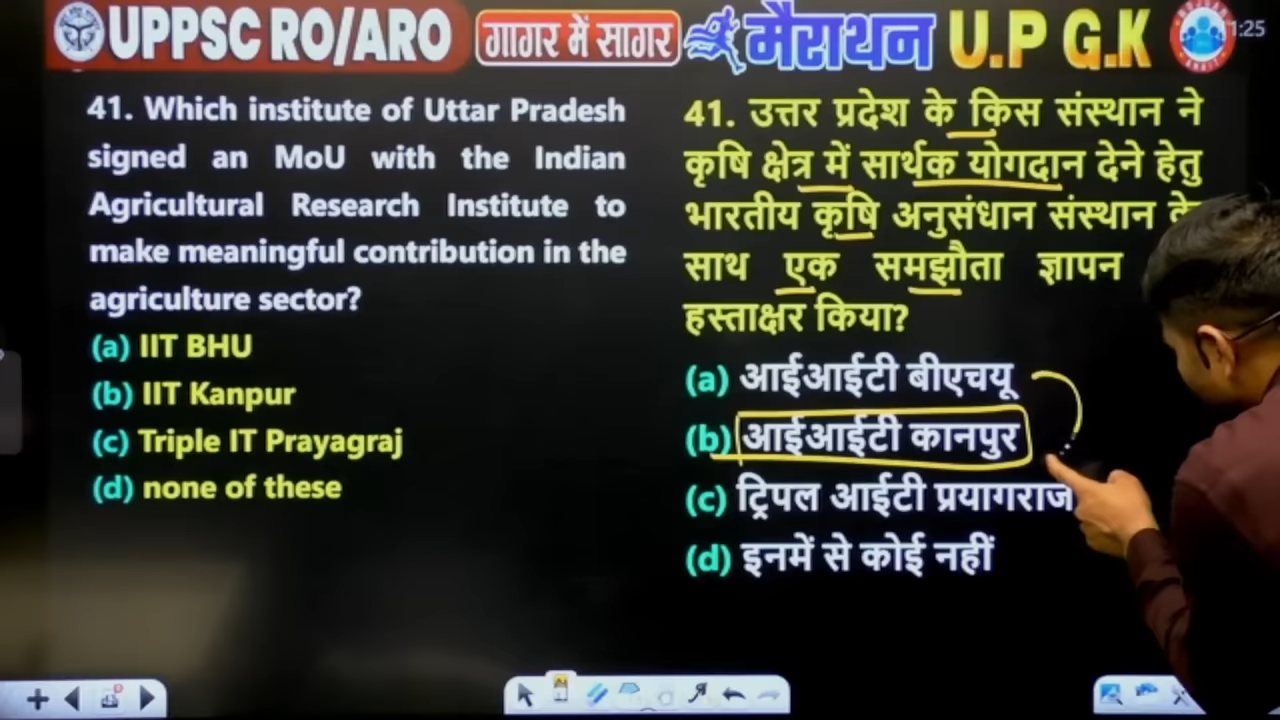 UPPSC RO/ARO गागर में सागर मैराथन U.P G.K
1:25
41. Which institute of Uttar Pradesh
signed an MoU with the Indian
Agricultural Research Institute to
make meaningful contribution in the
agriculture sector?
(a) IIT BHU
(b) IIT Kanpur
(c) Triple IT Prayagraj
(d) none of these
41. उत्तर प्रदेश के किस संस्थान ने
कृषि क्षेत्र में सार्थक योगदान देने हेतु
भारतीय कृषि अनुसंधान संस्थान के
साथ एक समझौता ज्ञापन
हस्ताक्षर किया?
(a) आईआईटी बीएचयू
(b) आईआईटी कानपुर
(c) ट्रिपल आईटी प्रयागराज
(d) इनमें से कोई नहीं